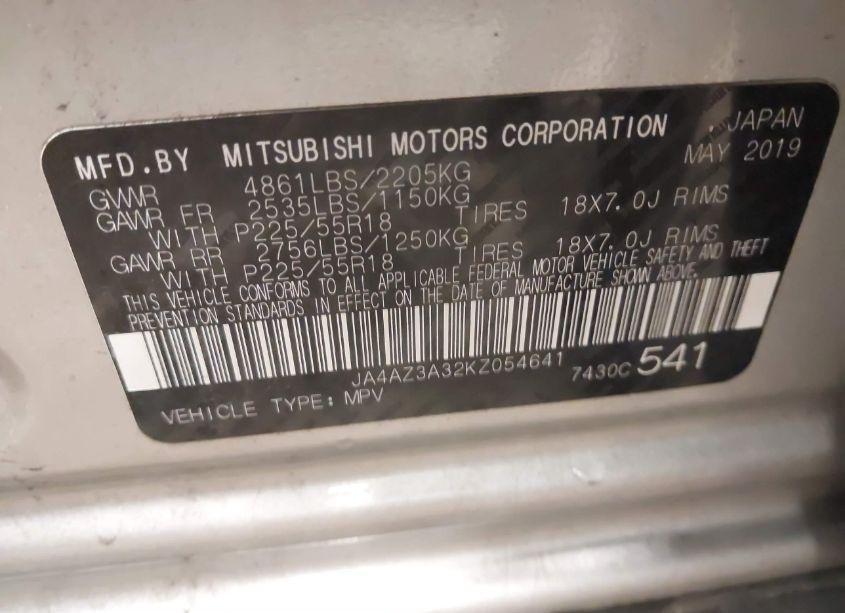 MFD.BY MITSUBISHI MOTORS CORPORATION , JAPAN
MAY 2019
GVWR 4861LBS/2205KG
GAWR FR 2535LBS/1150KG
WITH P225/55R18 TIRES 18X7.0J RIMS
GAWR RR 2756LBS/1250KG
WITH P225/55R18 TIRES 18X7.0J RIMS
THIS VEHICLE CONFORMS TO ALL APPLICABLE FEDERAL MOTOR VEHICLE SAFETY AND THEFT
PREVENTION STANDARDS IN EFFECT ON THE DATE OF MANUFACTURE SHOWN ABOVE.
JA4AZ3A32KZ054641 7430C 541
VEHICLE TYPE: MPV